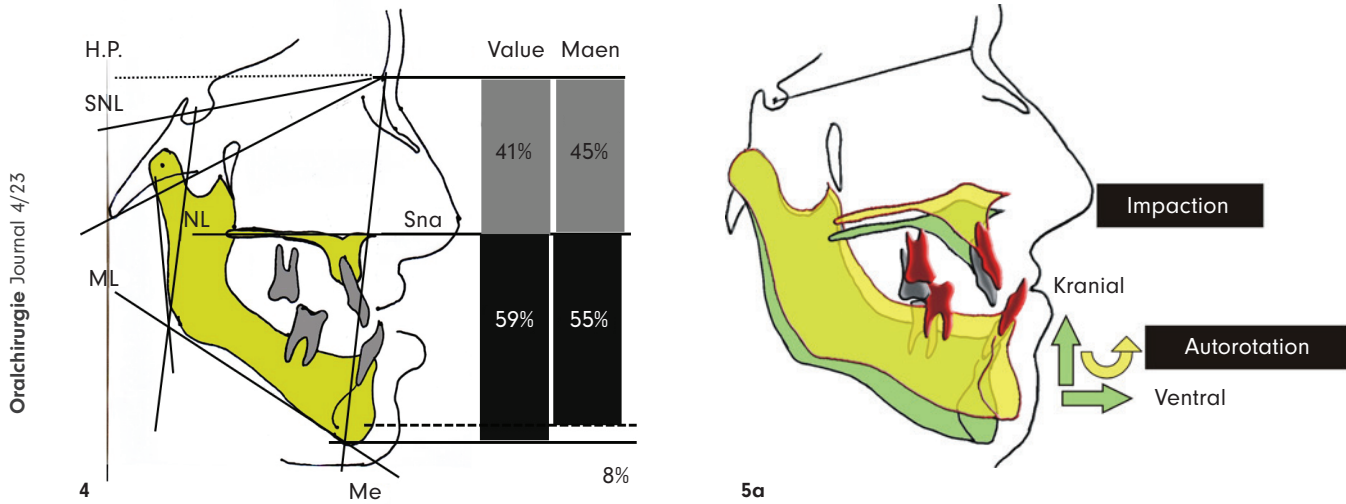 Oralchirurgie Journal 4/23
H.P.
Value
Maen
SNL
41%
45%
NL
Sna
ML
59%
55%
8%
Me
4
Impaction
Kranial
Autorotation
Ventral
5a